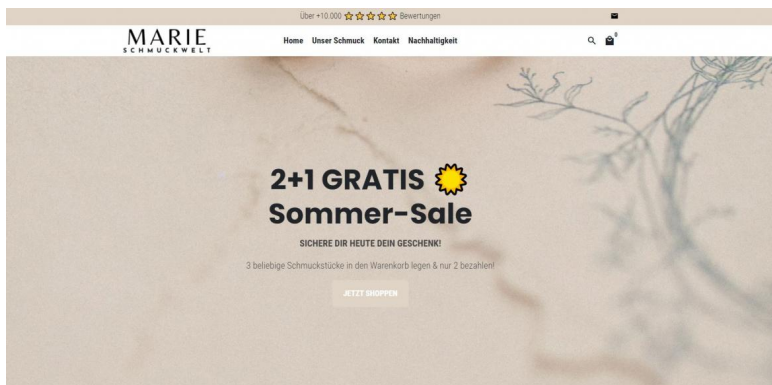 Über +10.000 ⭐⭐⭐⭐⭐ Bewertungen
MARIE
SCHMUCKWELT
Home Unser Schmuck Kontakt Nachhaltigkeit
0
2+1 GRATIS
Sommer-Sale
SICHERE DIR HEUTE DEIN GESCHENK!
3 beliebige Schmuckstücke in den Warenkorb legen & nur 2 bezahlen!
JETZT SHOPPEN